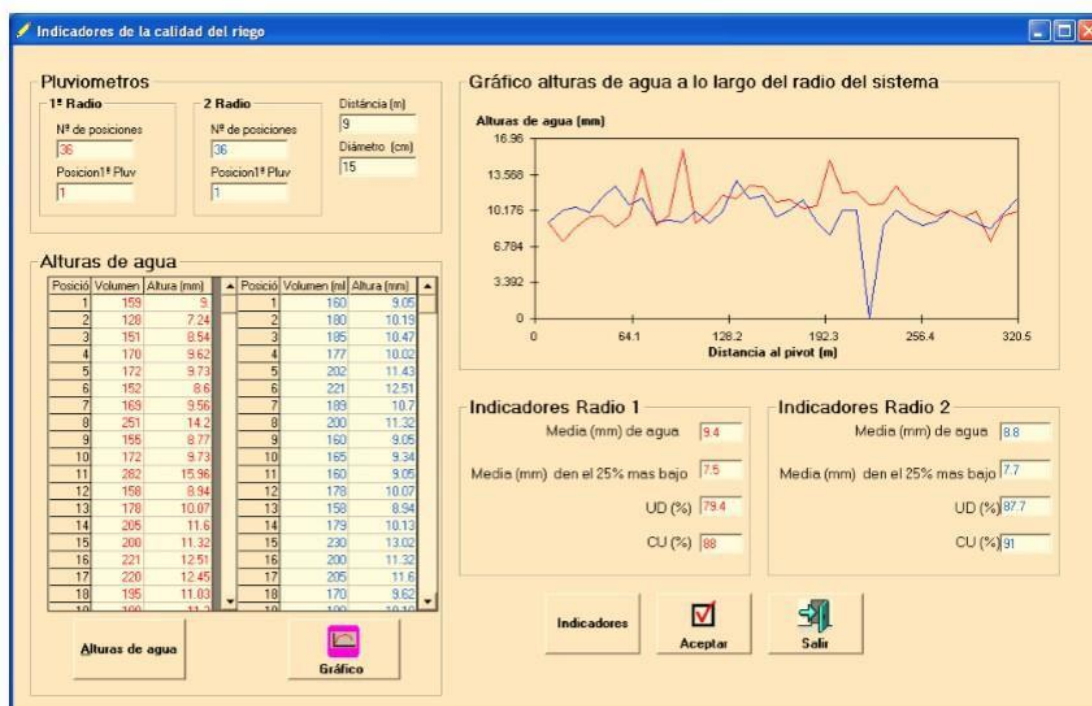 Indicadores de la calidad del riego
Pluviometros
1ª Radio
Nª de posiciones
36
Posicion1ª Pluv
1
2 Radio
Nª de posiciones
36
Posicion1ª Pluv
1
Distáncia (m)
9
Diámetro (cm)
15
Alturas de agua
Posició Volumen Altura (mm)
1 159 9
2 128 7.24
3 151 8.54
4 170 9.62
5 172 9.73
6 152 8.6
7 169 9.56
8 251 14.2
9 155 8.77
10 172 9.73
11 282 15.96
12 158 8.94
13 178 10.07
14 205 11.6
15 200 11.32
16 221 12.51
17 220 12.45
18 195 11.03
Posició Volumen (ml Altura (mm)
1 160 9.05
2 180 10.19
3 185 10.47
4 177 10.02
5 202 11.43
6 221 12.51
7 189 10.7
8 200 11.32
9 160 9.05
10 165 9.34
11 160 9.05
12 178 10.07
13 158 8.94
14 179 10.13
15 230 13.02
16 200 11.32
17 205 11.6
18 170 9.62
Alturas de agua
Gráfico
Gráfico alturas de agua a lo largo del radio del sistema
Alturas de agua (mm)
16.96
13.568
10.176
6.784
3.392
0
0 64.1 128.2 192.3 256.4 320.5
Distancia al pivot (m)
Indicadores Radio 1
Media (mm) de agua 9.4
Media (mm) den el 25% mas bajo 7.5
UD (%) 79.4
CU (%) 88
Indicadores Radio 2
Media (mm) de agua 8.8
Media (mm) den el 25% mas bajo 7.7
UD (%) 87.7
CU (%) 91
Indicadores
Aceptar
Salir